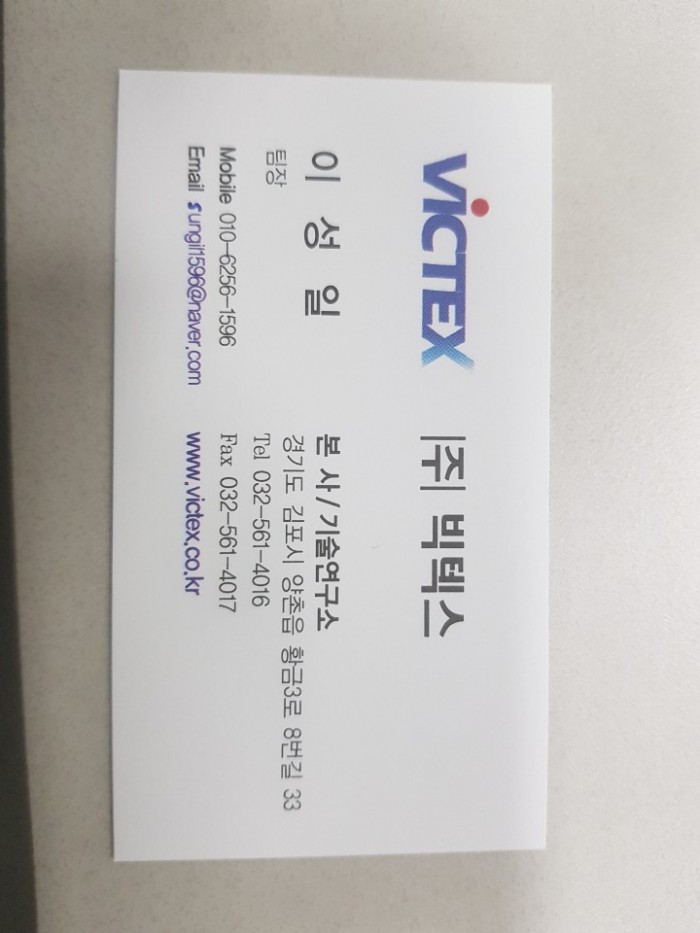 VICTEX
|주| 빅텍스
이 성 일
팀장
Mobile 010-6256-1596
Email sungil1596@naver.com
본 사/기술연구소
경기도 김포시 양촌읍 황금3로 8번길 33
Tel 032-561-4016
Fax 032-561-4017
www.victex.co.kr